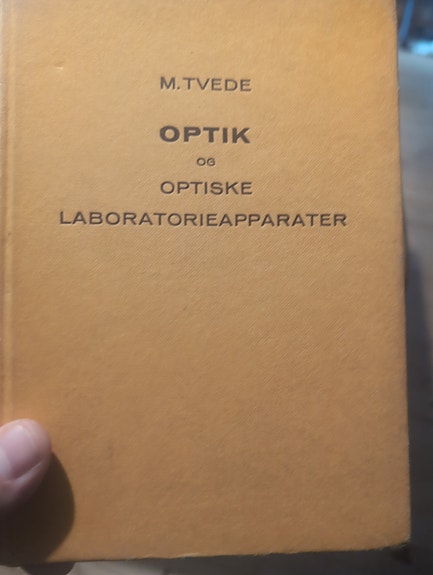 M. TVEDE
OPTIK
OG
OPTISKE
LABORATORIEAPPARATER